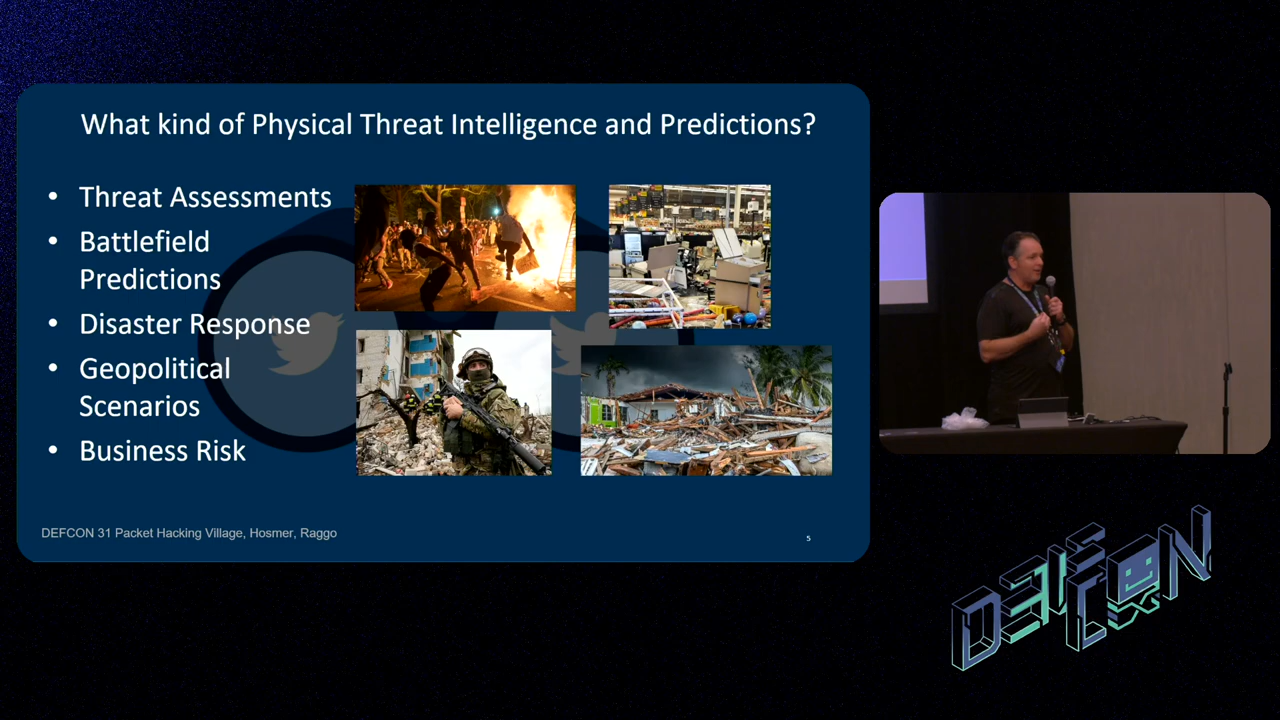 What kind of Physical Threat Intelligence and Predictions?
• Threat Assessments
• Battlefield
Predictions
• Disaster Response
• Geopolitical
Scenarios
• Business Risk
DEFCON 31 Packet Hacking Village, Hosmer, Raggo
5
DEFCON